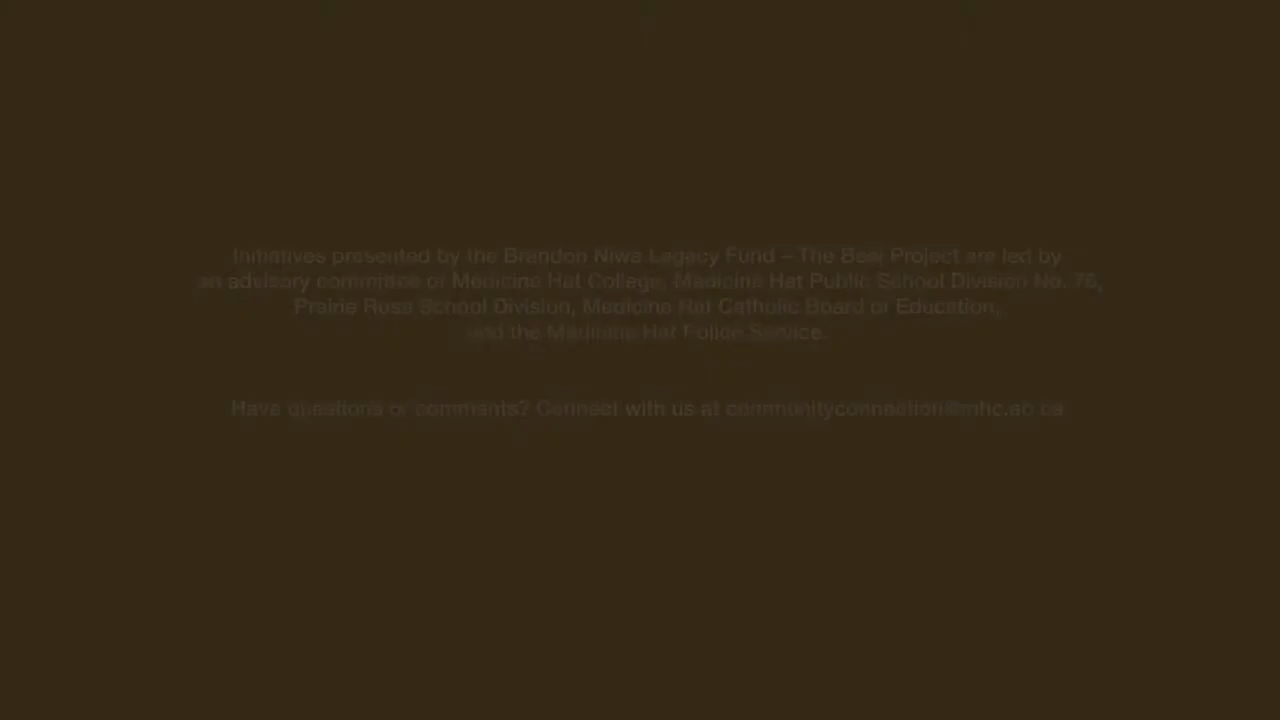 Initiatives presented by the Brandon Niwa Legacy Fund – The Beej Project are led by
an advisory committee of Medicine Hat College, Medicine Hat Public School Division No. 76,
Prairie Rose School Division, Medicine Hat Catholic Board of Education,
and the Medicine Hat Police Service.
Have questions or comments? Connect with us at communityconnection@mhc.ab.ca